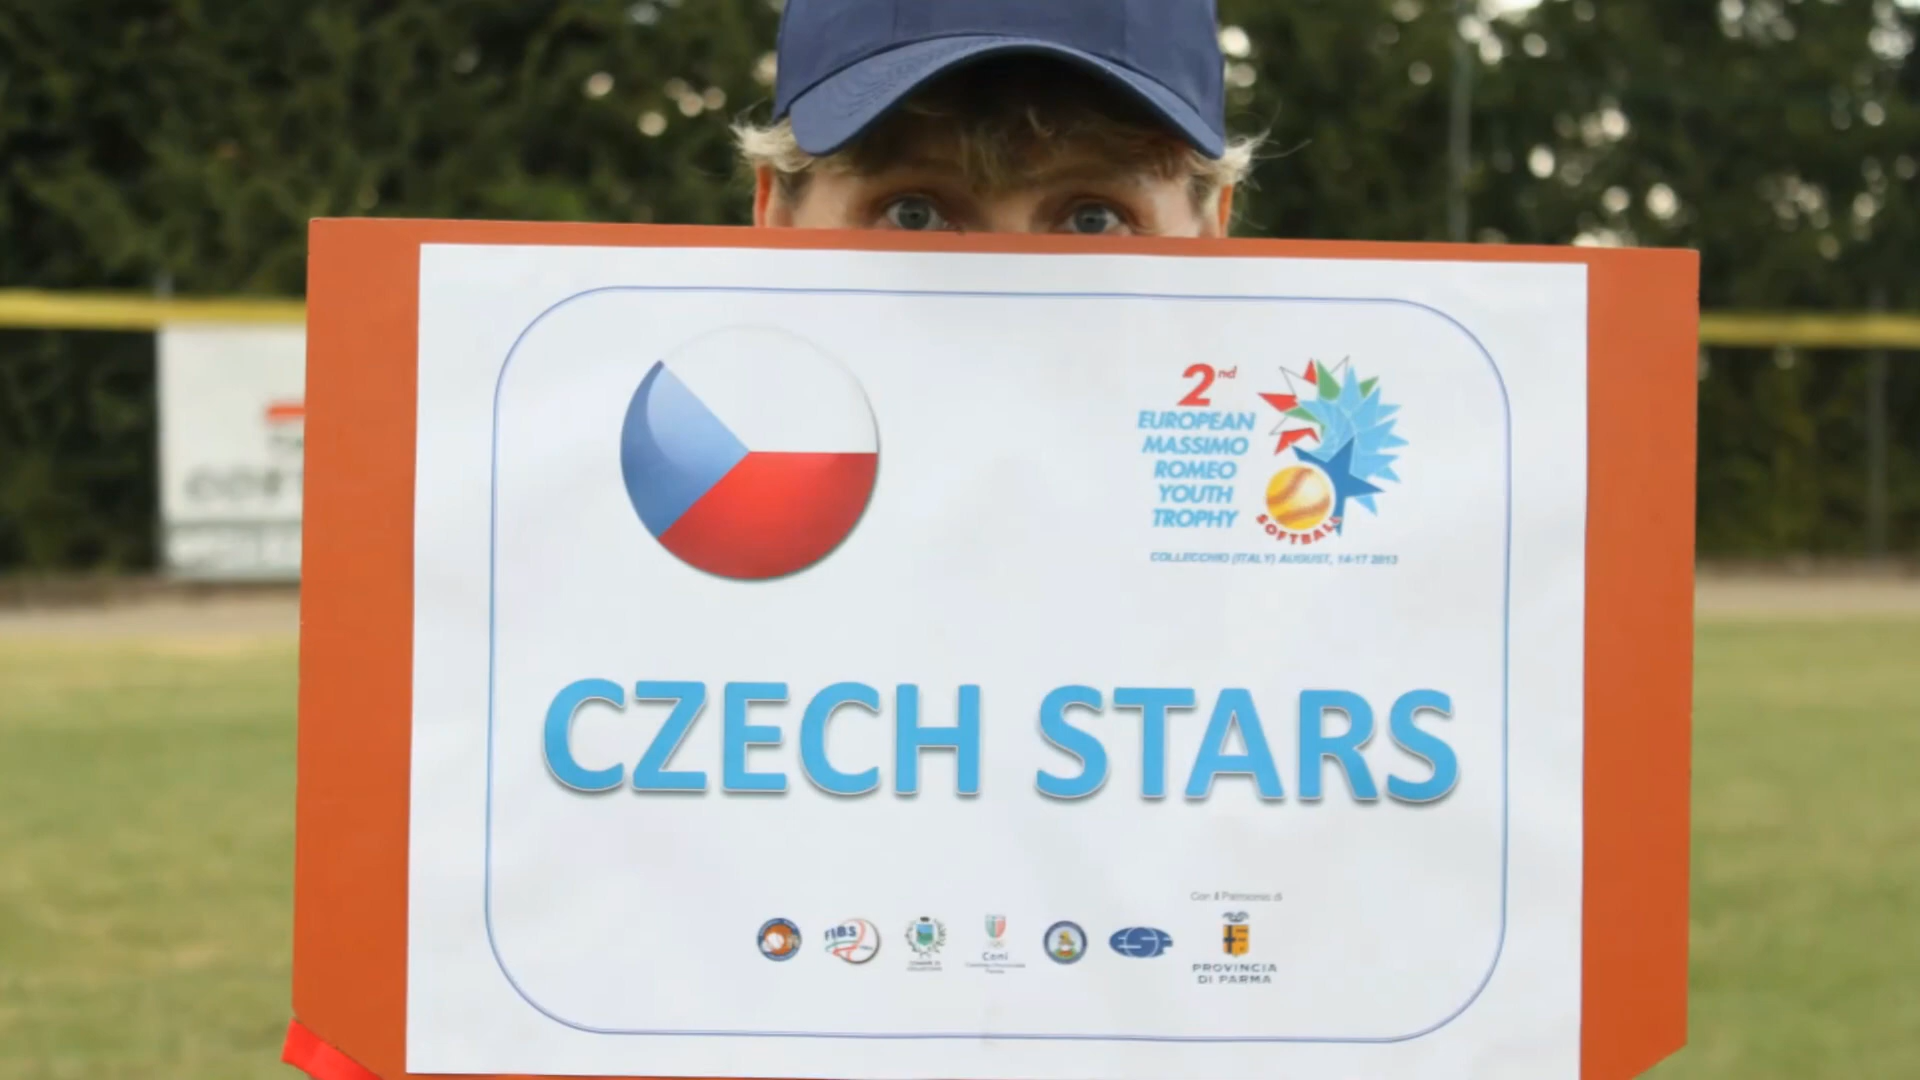 2nd
EUROPEAN
MASSIMO
ROMEO
YOUTH
TROPHY
SOFTBALL
COLLECCHIO (ITALY) AUGUST, 14-17 2013
CZECH STARS
Con il Patrocinio di
FIBS
Coni
ESF
PROVINCIA
DI PARMA